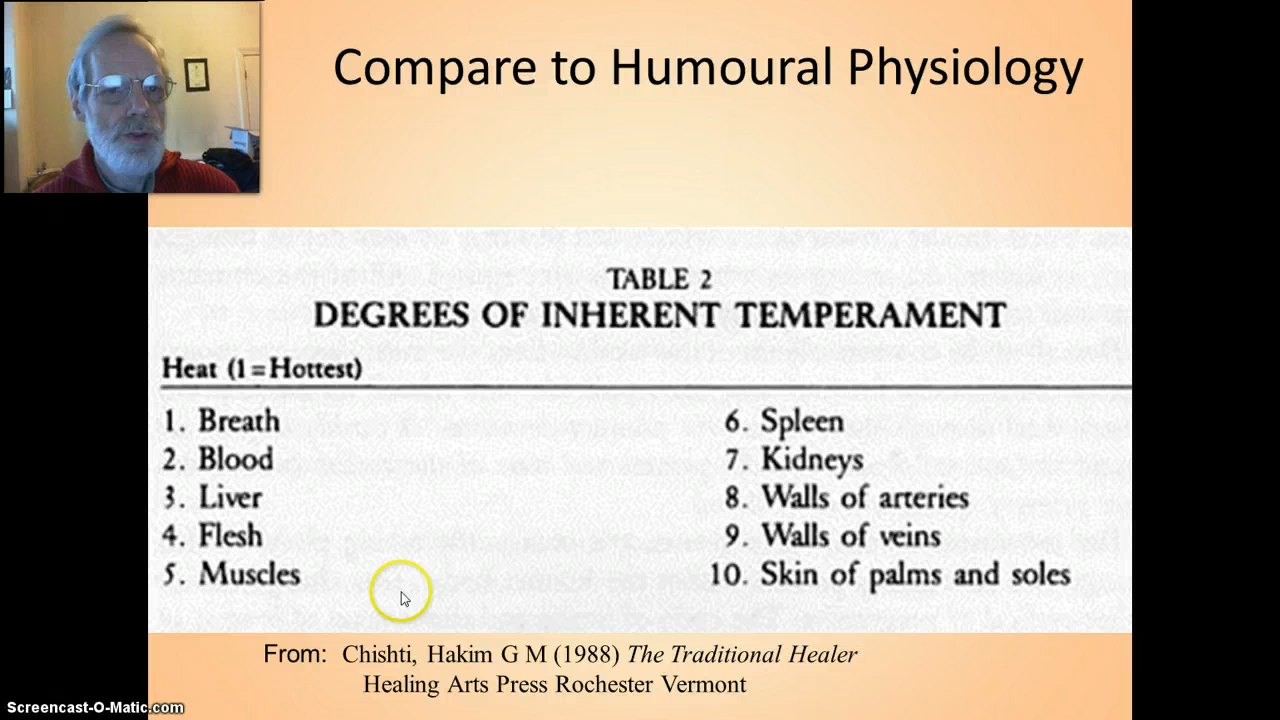 Compare to Humoural Physiology
TABLE 2
DEGREES OF INHERENT TEMPERAMENT
Heat (1=Hottest)
1. Breath
2. Blood
3. Liver
4. Flesh
5. Muscles
6. Spleen
7. Kidneys
8. Walls of arteries
9. Walls of veins
10. Skin of palms and soles
From: Chishti, Hakim G M (1988) The Traditional Healer
Healing Arts Press Rochester Vermont
Screencast-O-Matic.com